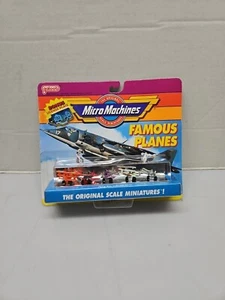 Micro Machines
FAMOUS
PLANES
THE ORIGINAL SCALE MINIATURES!